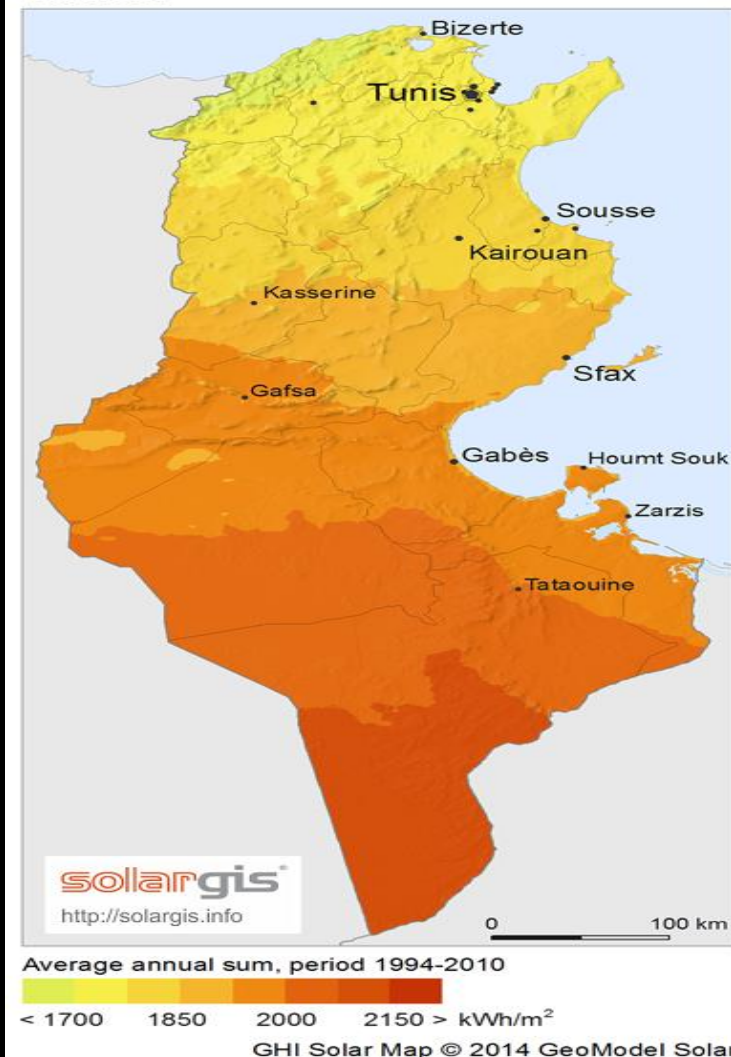 Bizerte
Tunis
Sousse
Kairouan
Kasserine
Sfax
Gafsa
Gabès
Houmt Souk
Zarzis
Tataouine
solargis
http://solargis.info
0 100 km
Average annual sum, period 1994-2010
< 1700 1850 2000 2150 > kWh/m²
GHI Solar Map © 2014 GeoModel Solar